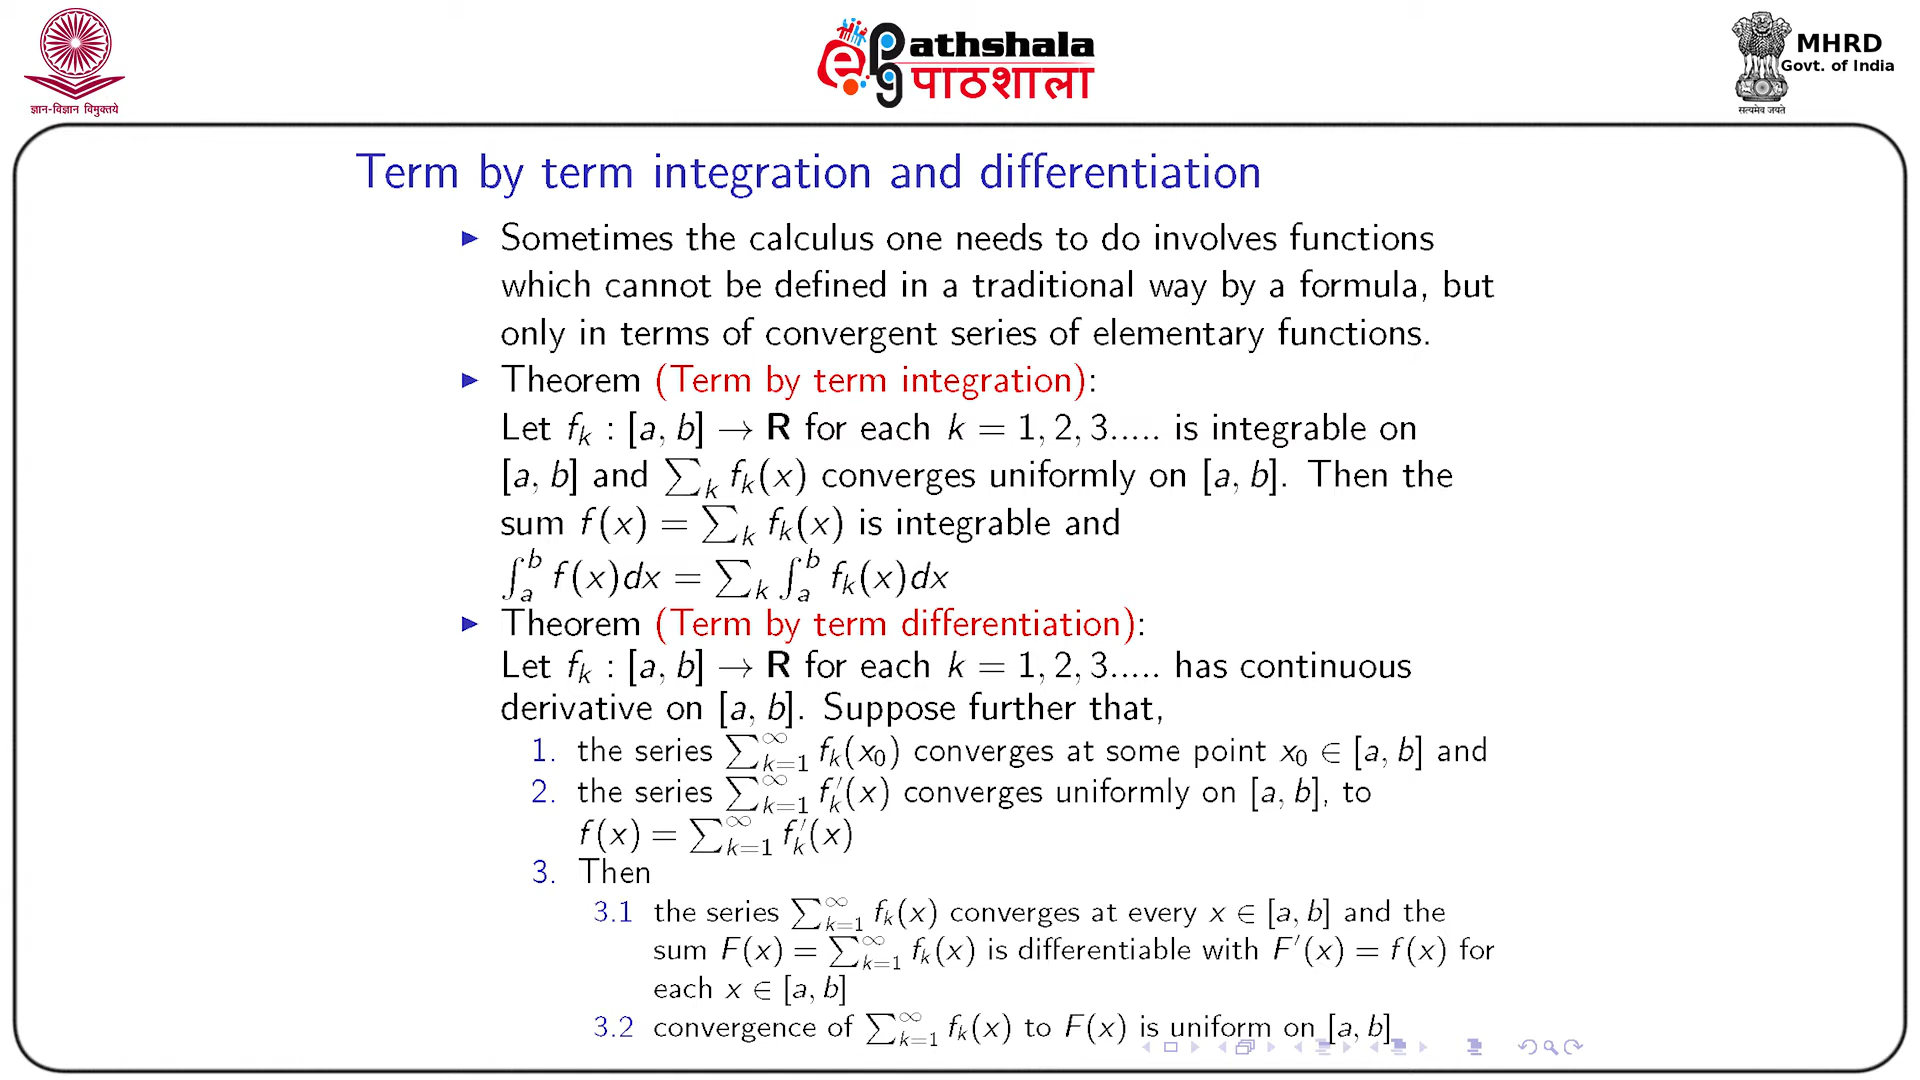 ज्ञान-विज्ञान विमुक्तये
e Pathshala
पाठशाला
MHRD
Govt. of India
सत्यमेव जयते
Term by term integration and differentiation
▶ Sometimes the calculus one needs to do involves functions
which cannot be defined in a traditional way by a formula, but
only in terms of convergent series of elementary functions.
▶ Theorem (Term by term integration):
Let f_k : [a, b] → R for each k = 1, 2, 3..... is integrable on
[a, b] and ∑_k f_k(x) converges uniformly on [a, b]. Then the
sum f(x) = ∑_k f_k(x) is integrable and
∫_a^b f(x)dx = ∑_k ∫_a^b f_k(x)dx
▶ Theorem (Term by term differentiation):
Let f_k : [a, b] → R for each k = 1, 2, 3..... has continuous
derivative on [a, b]. Suppose further that,
1. the series ∑_{k=1}^∞ f_k(x_0) converges at some point x_0 ∈ [a, b] and
2. the series ∑_{k=1}^∞ f_k'(x) converges uniformly on [a, b], to
f(x) = ∑_{k=1}^∞ f_k'(x)
3. Then
3.1 the series ∑_{k=1}^∞ f_k(x) converges at every x ∈ [a, b] and the
sum F(x) = ∑_{k=1}^∞ f_k(x) is differentiable with F'(x) = f(x) for
each x ∈ [a, b]
3.2 convergence of ∑_{k=1}^∞ f_k(x) to F(x) is uniform on [a, b]